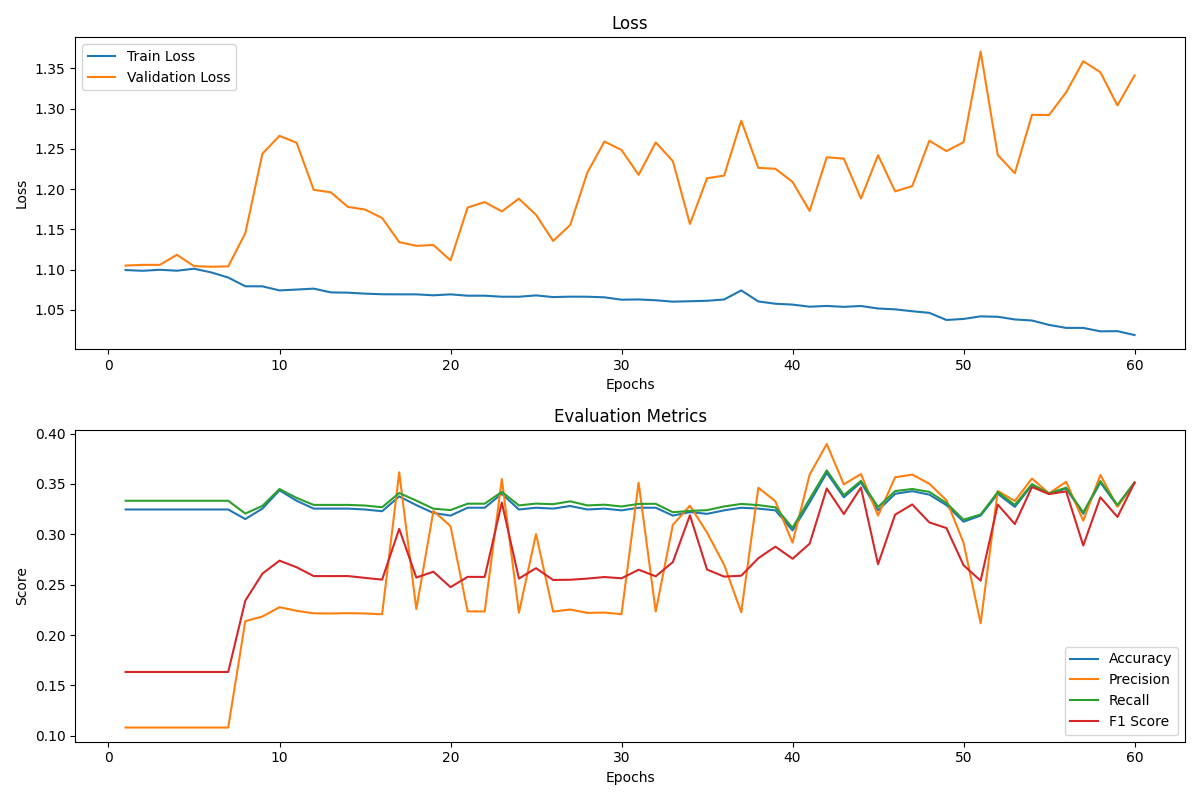 Loss
Train Loss
Validation Loss
1.35
1.30
1.25
1.20
1.15
1.10
1.05
Loss
0 10 20 30 40 50 60
Epochs
Evaluation Metrics
0.40
0.35
0.30
0.25
0.20
0.15
0.10
Score
Accuracy
Precision
Recall
F1 Score
0 10 20 30 40 50 60
Epochs